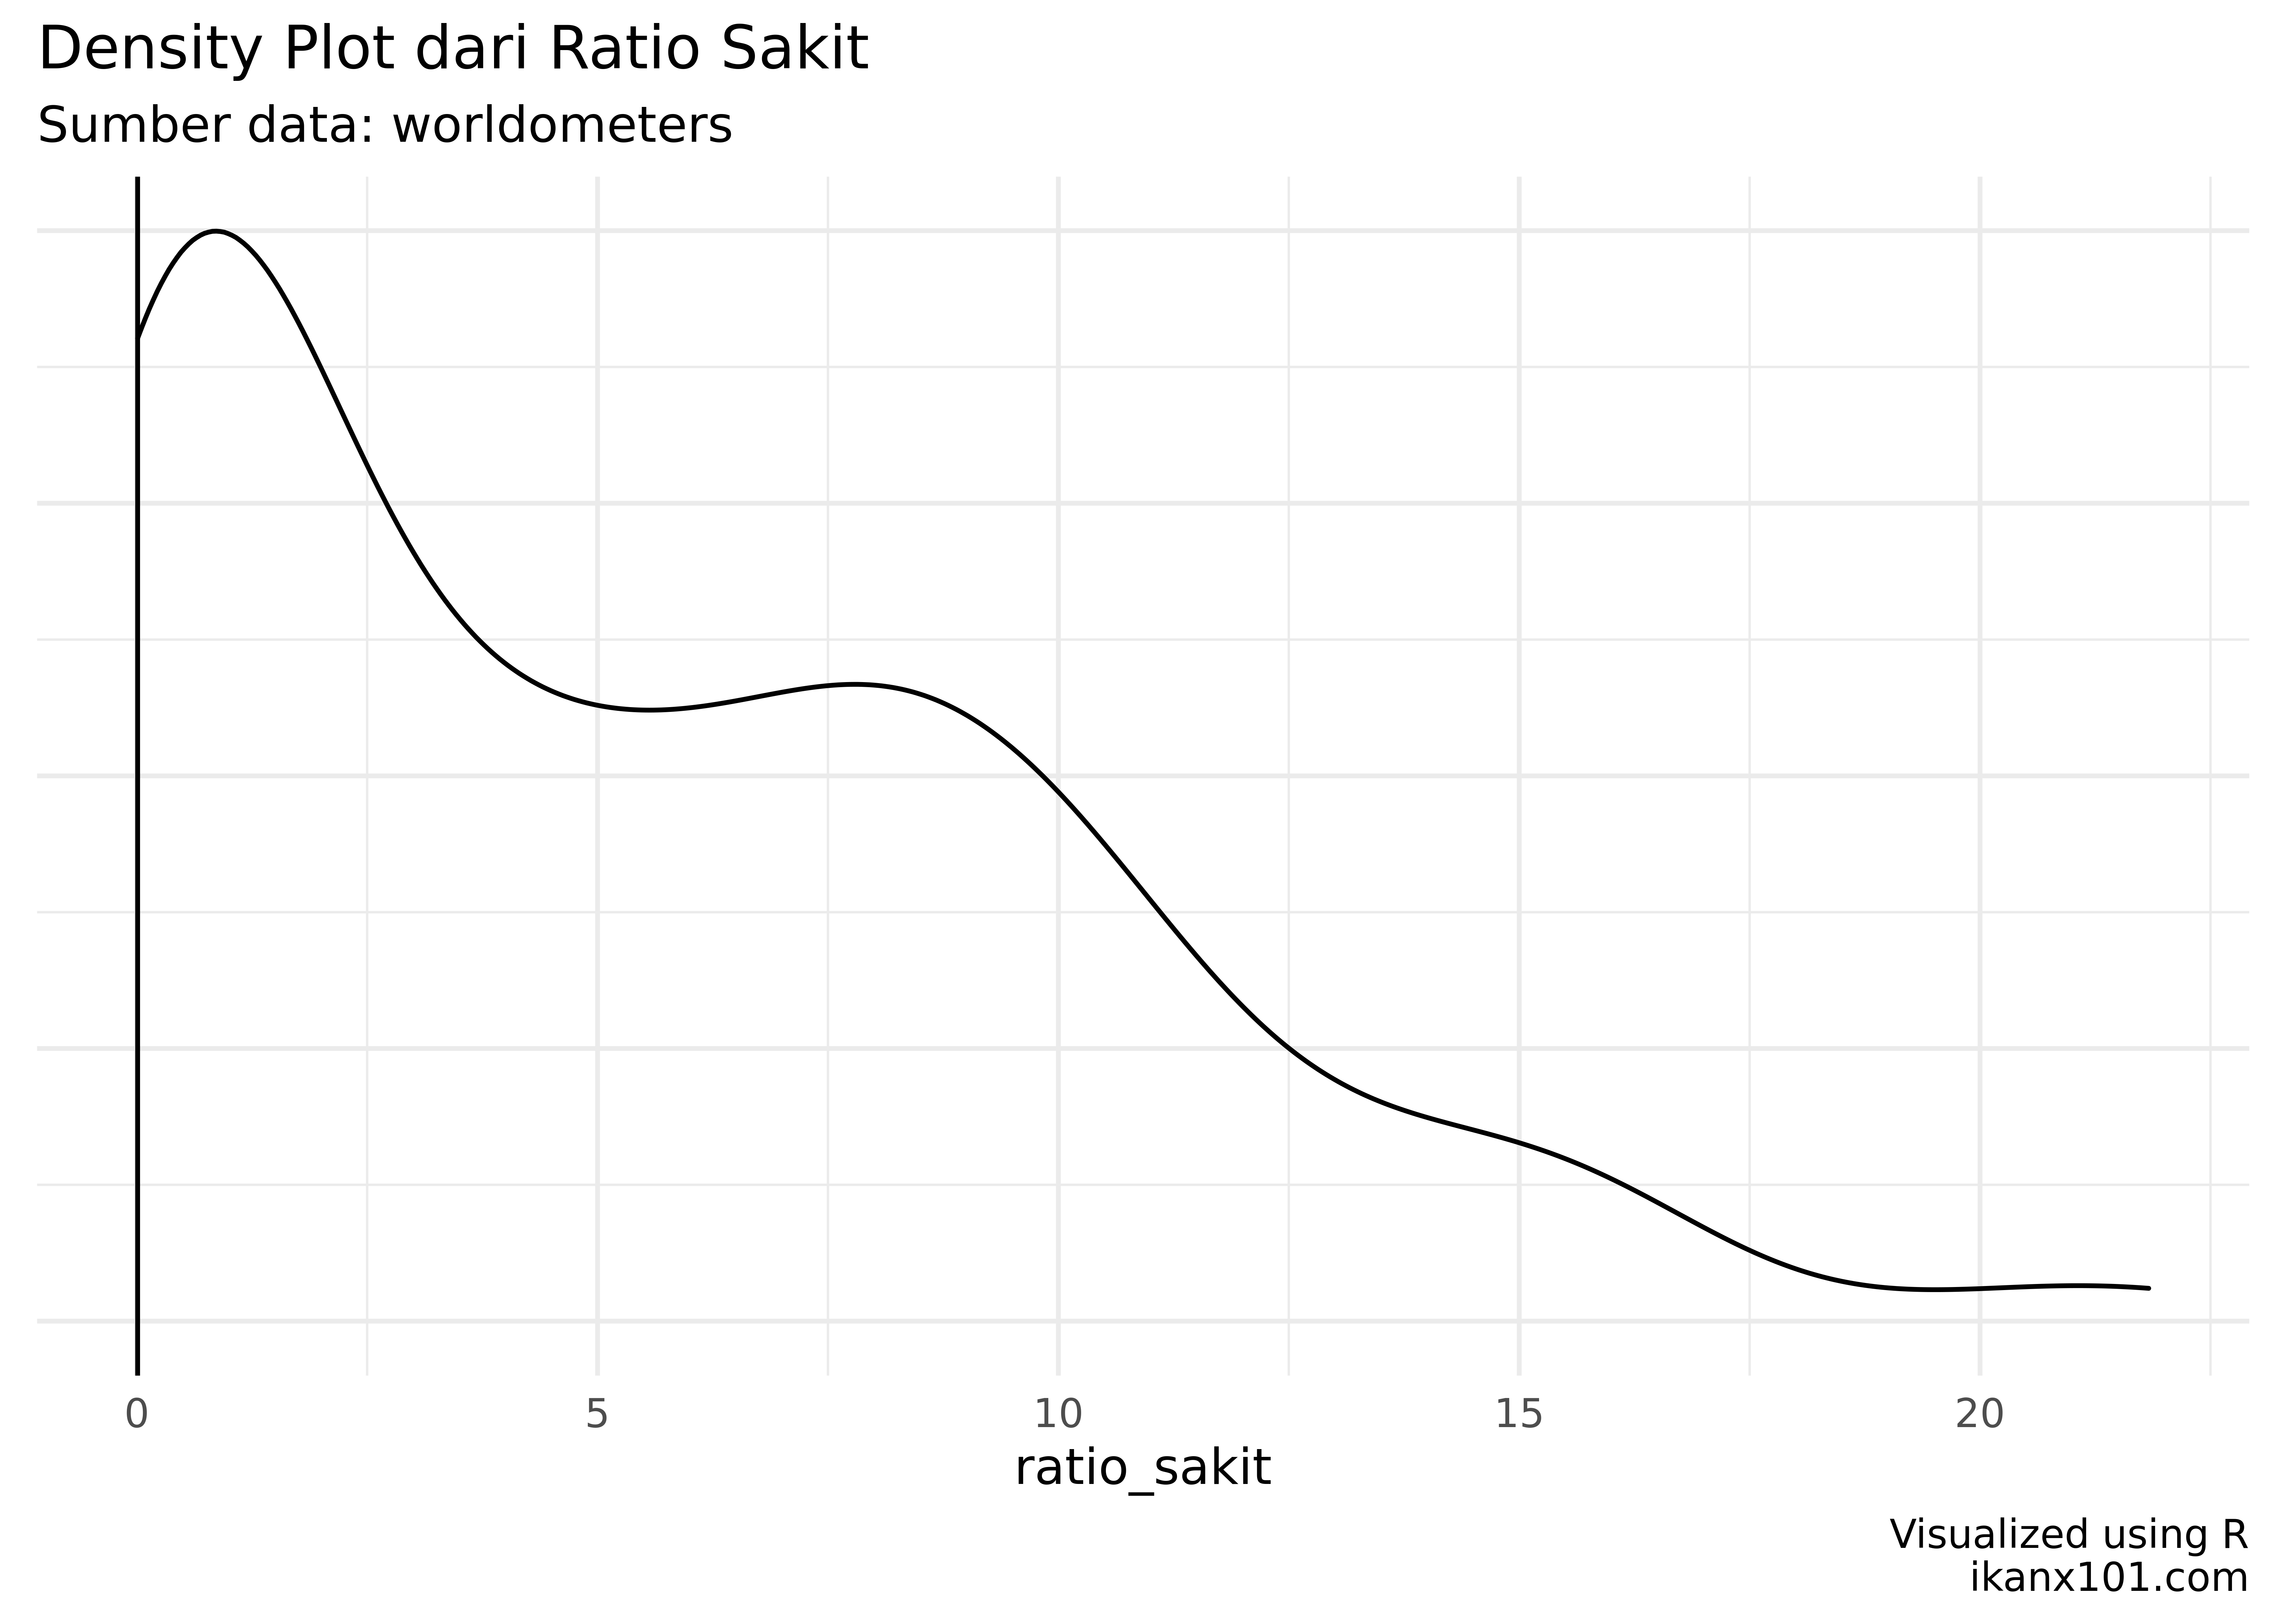 Density Plot dari Ratio Sakit
Sumber data: worldometers
0 5 10 15 20
ratio_sakit
Visualized using R
ikanx101.com